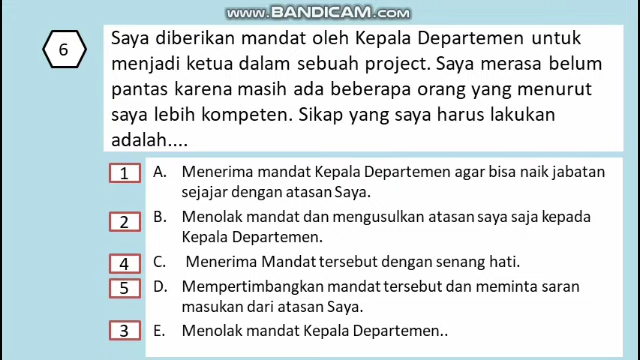 www.BANDICAM.com
6
Saya diberikan mandat oleh Kepala Departemen untuk
menjadi ketua dalam sebuah project. Saya merasa belum
pantas karena masih ada beberapa orang yang menurut
saya lebih kompeten. Sikap yang saya harus lakukan
adalah....
1 A. Menerima mandat Kepala Departemen agar bisa naik jabatan
sejajar dengan atasan Saya.
2 B. Menolak mandat dan mengusulkan atasan saya saja kepada
Kepala Departemen.
4 C. Menerima Mandat tersebut dengan senang hati.
5 D. Mempertimbangkan mandat tersebut dan meminta saran
masukan dari atasan Saya.
3 E. Menolak mandat Kepala Departemen..